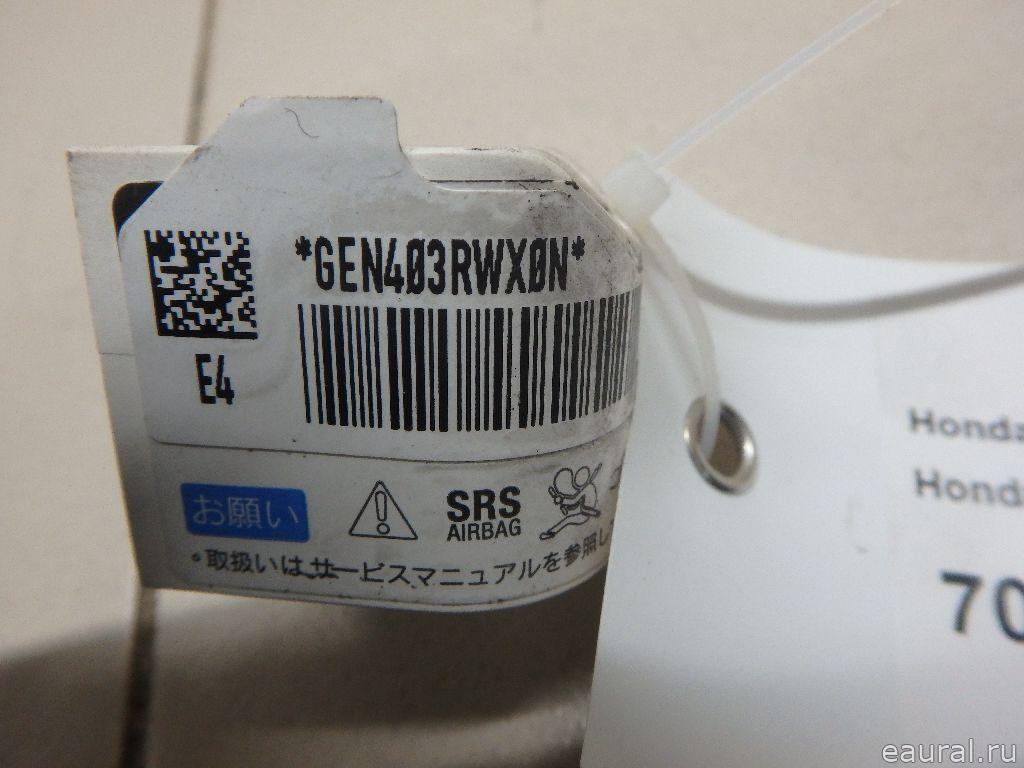 *GEN403RWX0N*
E4
お願い
SRS
AIRBAG
•取扱いはサービスマニュアルを参照し
Honda
Hond
70
eaural.ru